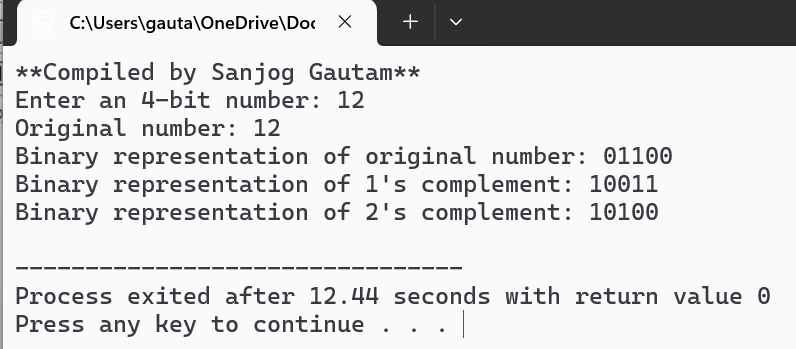 C:\Users\gauta\OneDrive\Doc
**Compiled by Sanjog Gautam**
Enter an 4-bit number: 12
Original number: 12
Binary representation of original number: 01100
Binary representation of 1's complement: 10011
Binary representation of 2's complement: 10100
--------------------------------
Process exited after 12.44 seconds with return value 0
Press any key to continue . . .